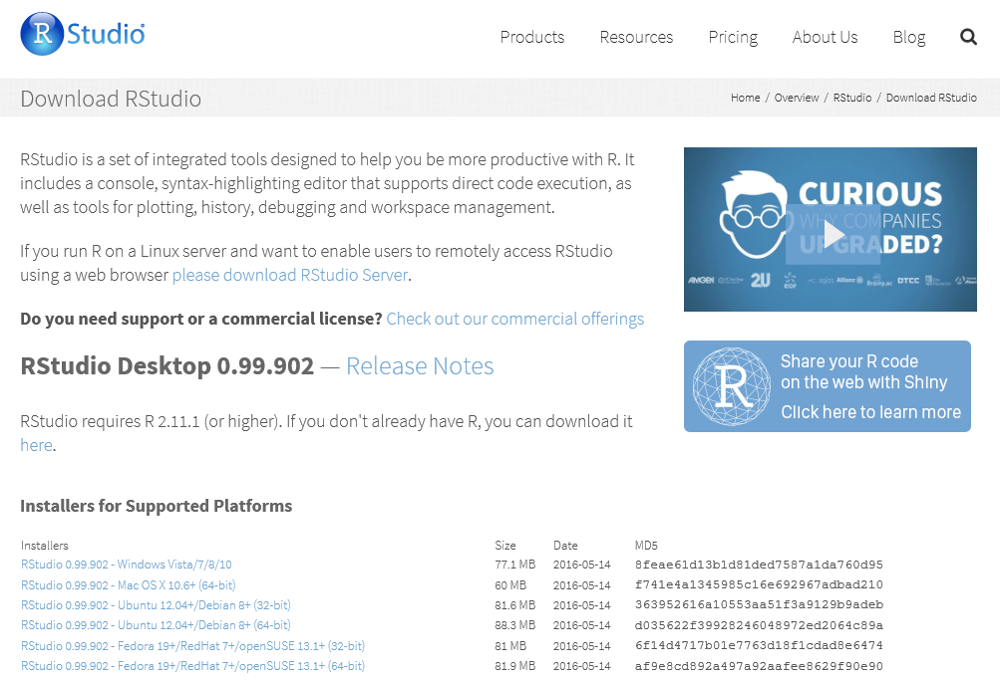 R Studio
Products Resources Pricing About Us Blog
Download RStudio
Home / Overview / RStudio / Download RStudio
RStudio is a set of integrated tools designed to help you be more productive with R. It
includes a console, syntax-highlighting editor that supports direct code execution, as
well as tools for plotting, history, debugging and workspace management.
If you run R on a Linux server and want to enable users to remotely access RStudio
using a web browser please download RStudio Server.
Do you need support or a commercial license? Check out our commercial offerings
RStudio Desktop 0.99.902 — Release Notes
RStudio requires R 2.11.1 (or higher). If you don't already have R, you can download it
here.
CURIOUS
WHY COMPANIES
UPGRADED?
AMGEN 2U EDF Allianz Brainy.ac DTCC
R
Share your R code
on the web with Shiny
Click here to learn more
Installers for Supported Platforms
Installers Size Date MD5
RStudio 0.99.902 - Windows Vista/7/8/10 77.1 MB 2016-05-14 8feae61d13b1d81ded7587a1da760d95
RStudio 0.99.902 - Mac OS X 10.6+ (64-bit) 60 MB 2016-05-14 f741e4a1345985c16e692967adbad210
RStudio 0.99.902 - Ubuntu 12.04+/Debian 8+ (32-bit) 81.6 MB 2016-05-14 363952616a10553aa51f3a9129b9adeb
RStudio 0.99.902 - Ubuntu 12.04+/Debian 8+ (64-bit) 88.3 MB 2016-05-14 d035622f39928246048972ed2064c89a
RStudio 0.99.902 - Fedora 19+/RedHat 7+/openSUSE 13.1+ (32-bit) 81 MB 2016-05-14 6f14d4717b01e7763d18f1cdad8e6474
RStudio 0.99.902 - Fedora 19+/RedHat 7+/openSUSE 13.1+ (64-bit) 81.9 MB 2016-05-14 af9e8cd892a497a92aafee8629f90e90